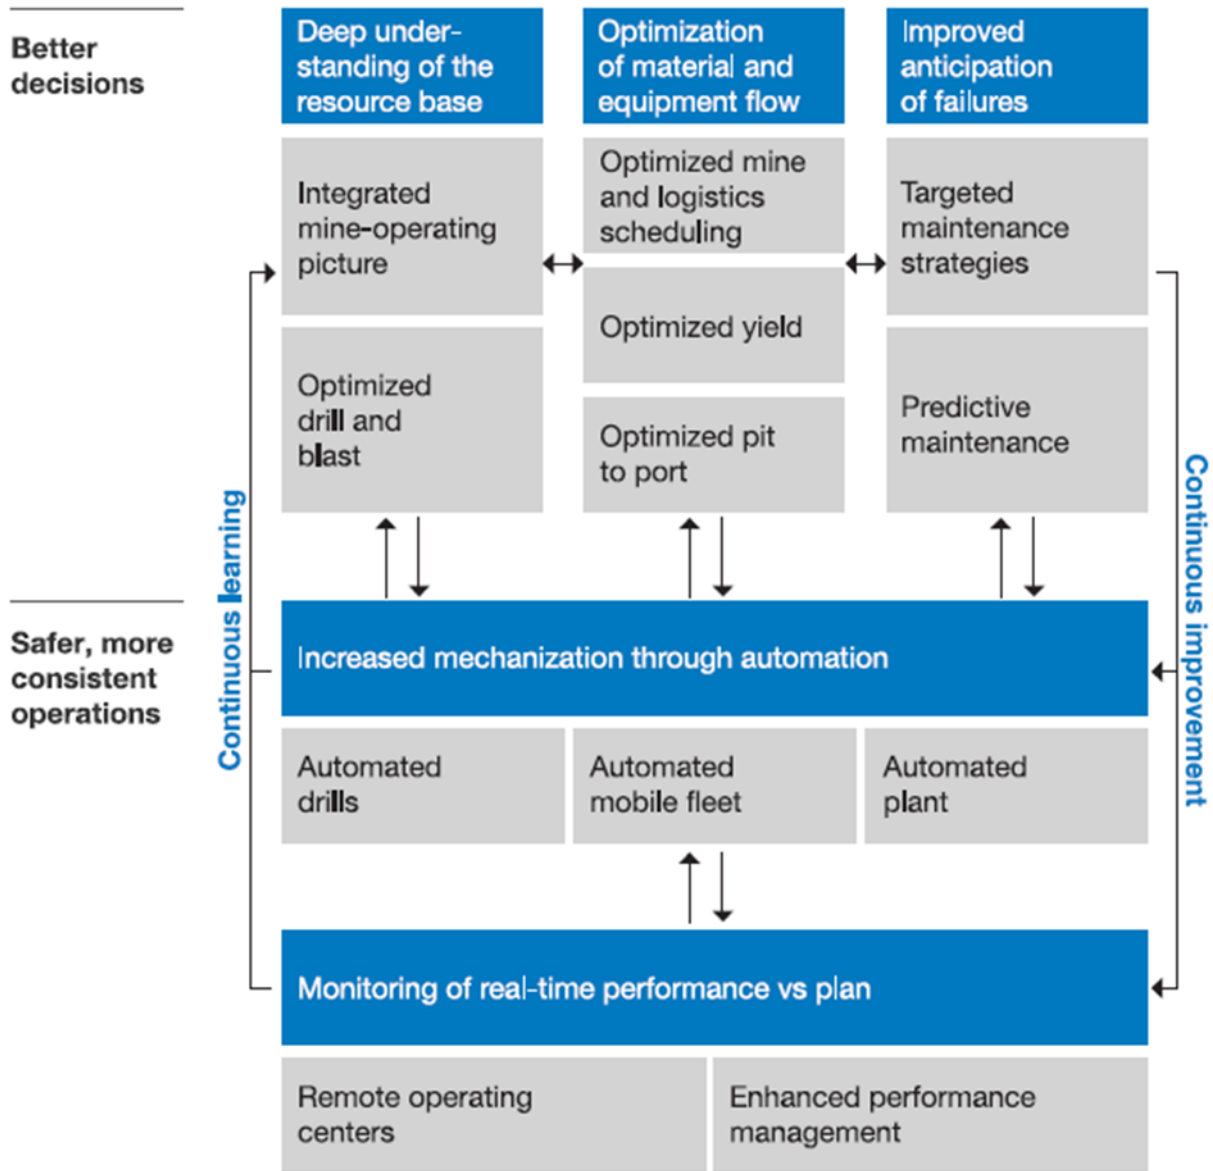 Better
decisions
Deep under-
standing of the
resource base
Optimization
of material and
equipment flow
Improved
anticipation
of failures
Integrated
mine-operating
picture
Optimized mine
and logistics
scheduling
Targeted
maintenance
strategies
Optimized yield
Optimized
drill and
blast
Optimized pit
to port
Predictive
maintenance
Continuous learning
Continuous improvement
Safer, more
consistent
operations
Increased mechanization through automation
Automated
drills
Automated
mobile fleet
Automated
plant
Monitoring of real-time performance vs plan
Remote operating
centers
Enhanced performance
management